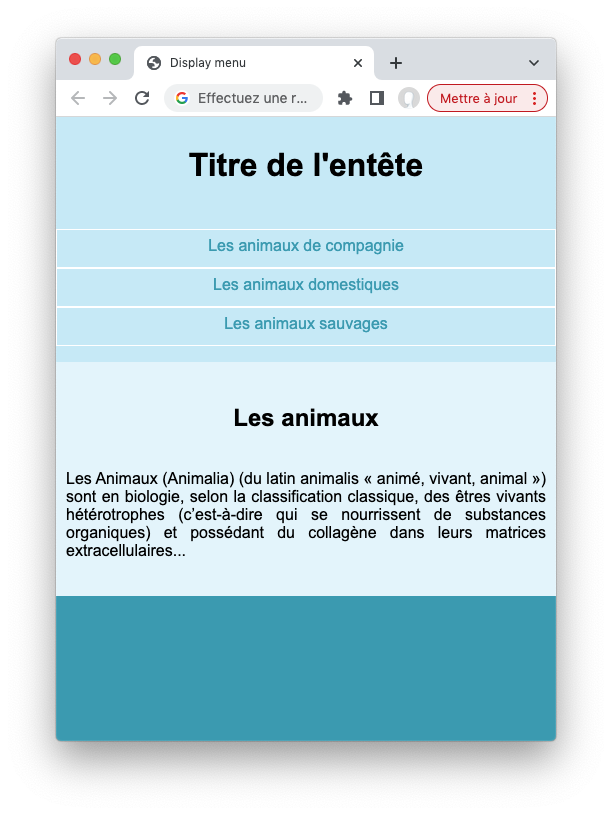 Display menu
Effectuez une r...
Mettre à jour
Titre de l'entête
Les animaux de compagnie
Les animaux domestiques
Les animaux sauvages
Les animaux
Les Animaux (Animalia) (du latin animalis « animé, vivant, animal »)
sont en biologie, selon la classification classique, des êtres vivants
hétérotrophes (c’est-à-dire qui se nourrissent de substances
organiques) et possédant du collagène dans leurs matrices
extracellulaires...